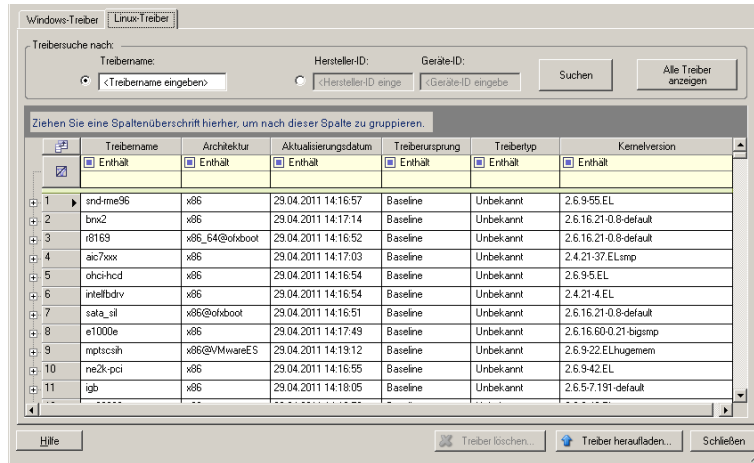 Windows-Treiber Linux-Treiber
Treibersuche nach:
Treibername: Hersteller-ID: Geräte-ID:
<Treibername eingeben> <Hersteller-ID einge <Geräte-ID eingebe Suchen Alle Treiber anzeigen
Ziehen Sie eine Spaltenüberschrift hierher, um nach dieser Spalte zu gruppieren.
Treibername Architektur Aktualisierungsdatum Treiberursprung Treibertyp Kernelversion
Enthält Enthält Enthält Enthält Enthält Enthält
1 snd-rme96 x86 29.04.2011 14:16:57 Baseline Unbekannt 2.6.9-55.EL
2 bnx2 x86 29.04.2011 14:17:14 Baseline Unbekannt 2.6.16.21-0.8-default
3 r8169 x86_64@ofxboot 29.04.2011 14:16:52 Baseline Unbekannt 2.6.16.21-0.8-default
4 aic7xxx x86 29.04.2011 14:17:03 Baseline Unbekannt 2.4.21-37.ELsmp
5 ohci-hcd x86 29.04.2011 14:16:54 Baseline Unbekannt 2.6.9-5.EL
6 intelfbdrv x86 29.04.2011 14:16:54 Baseline Unbekannt 2.4.21-4.EL
7 sata_sil x86@ofxboot 29.04.2011 14:16:51 Baseline Unbekannt 2.6.16.21-0.8-default
8 e1000e x86 29.04.2011 14:17:49 Baseline Unbekannt 2.6.16.60-0.21-bigsmp
9 mptscsih x86@VMwareES 29.04.2011 14:19:12 Baseline Unbekannt 2.6.9-22.ELhugemem
10 ne2k-pci x86 29.04.2011 14:16:55 Baseline Unbekannt 2.6.9-42.EL
11 igb x86 29.04.2011 14:18:05 Baseline Unbekannt 2.6.5-7.191-default
Hilfe Treiber löschen... Treiber heraufladen... Schließen